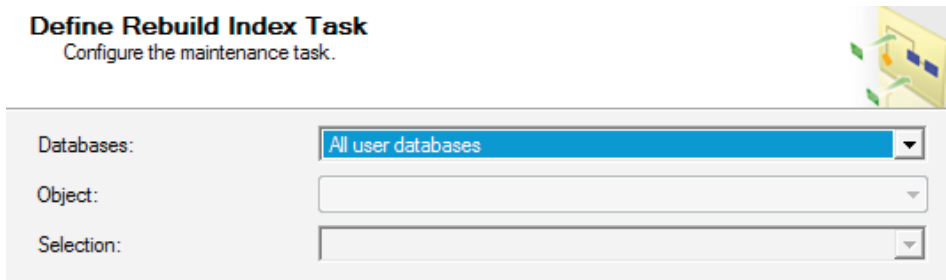 Define Rebuild Index Task
Configure the maintenance task.
Databases: All user databases
Object:
Selection: